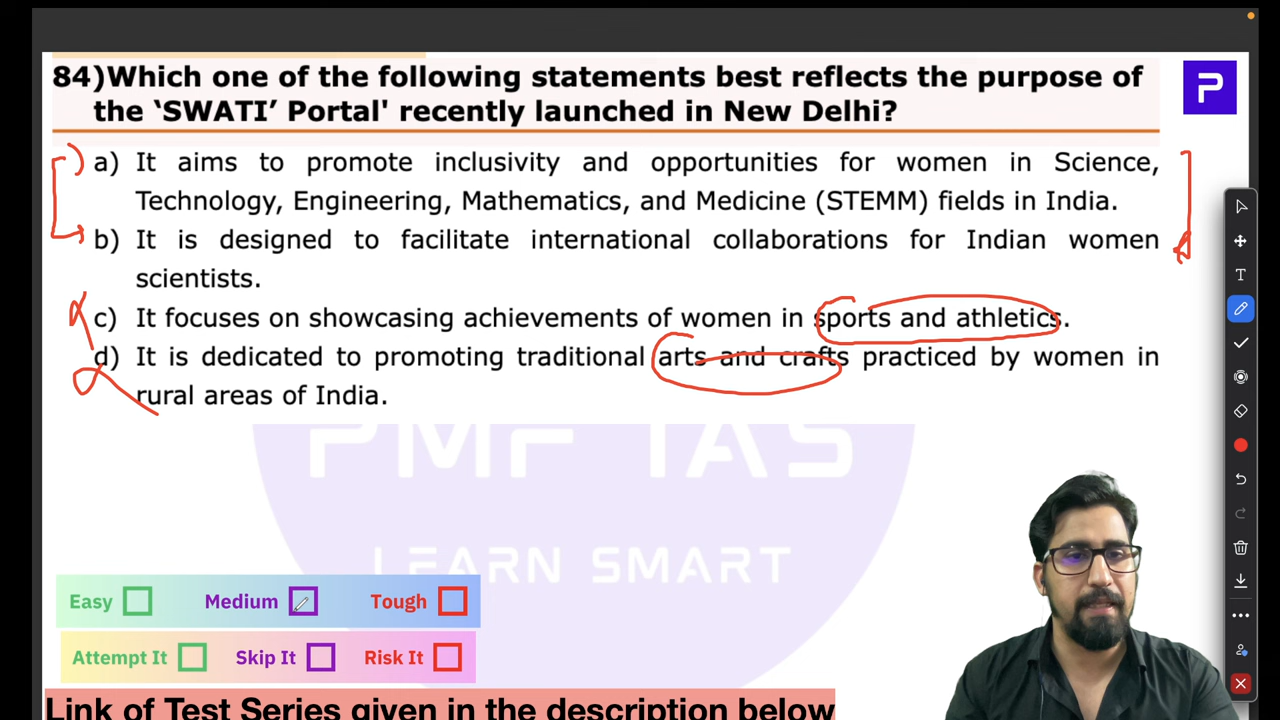 84)Which one of the following statements best reflects the purpose of
the ‘SWATI’ Portal' recently launched in New Delhi?
P
a) It aims to promote inclusivity and opportunities for women in Science,
Technology, Engineering, Mathematics, and Medicine (STEMM) fields in India.
b) It is designed to facilitate international collaborations for Indian women
scientists.
c) It focuses on showcasing achievements of women in sports and athletics.
d) It is dedicated to promoting traditional arts and crafts practiced by women in
rural areas of India.
PMF IAS
LEARN SMART
Easy Medium Tough
Attempt It Skip It Risk It
Link of Test Series given in the description below
T